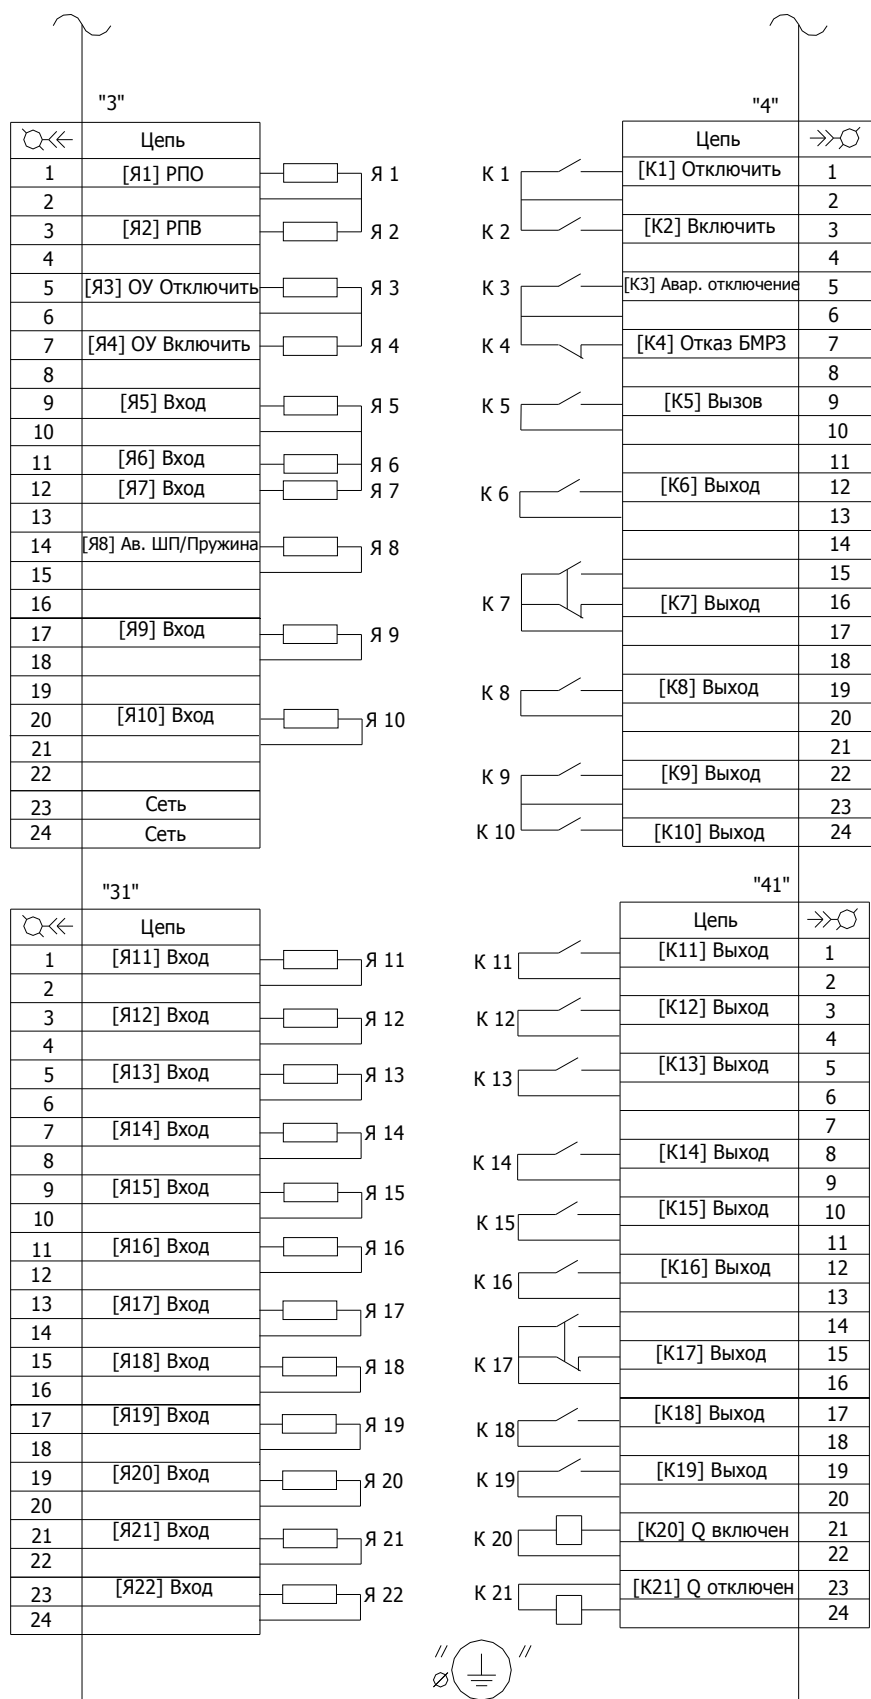 "3"
Цепь
1 [Я1] РПО Я 1
2
3 [Я2] РПВ Я 2
4
5 [Я3] ОУ Отключить Я 3
6
7 [Я4] ОУ Включить Я 4
8
9 [Я5] Вход Я 5
10
11 [Я6] Вход Я 6
12 [Я7] Вход Я 7
13
14 [Я8] Ав. ШП/Пружина Я 8
15
16
17 [Я9] Вход Я 9
18
19
20 [Я10] Вход Я 10
21
22
23 Сеть
24 Сеть
"4"
Цепь
К 1 [К1] Отключить 1
2
К 2 [К2] Включить 3
4
К 3 [К3] Авар. отключение 5
6
К 4 [К4] Отказ БМРЗ 7
8
К 5 [К5] Вызов 9
10
11
К 6 [К6] Выход 12
13
14
15
К 7 [К7] Выход 16
17
18
К 8 [К8] Выход 19
20
21
К 9 [К9] Выход 22
23
К 10 [К10] Выход 24
"31"
Цепь
1 [Я11] Вход Я 11
2
3 [Я12] Вход Я 12
4
5 [Я13] Вход Я 13
6
7 [Я14] Вход Я 14
8
9 [Я15] Вход Я 15
10
11 [Я16] Вход Я 16
12
13 [Я17] Вход Я 17
14
15 [Я18] Вход Я 18
16
17 [Я19] Вход Я 19
18
19 [Я20] Вход Я 20
20
21 [Я21] Вход Я 21
22
23 [Я22] Вход Я 22
24
"41"
Цепь
К 11 [К11] Выход 1
2
К 12 [К12] Выход 3
4
К 13 [К13] Выход 5
6
7
К 14 [К14] Выход 8
9
К 15 [К15] Выход 10
11
К 16 [К16] Выход 12
13
14
К 17 [К17] Выход 15
16
К 18 [К18] Выход 17
18
К 19 [К19] Выход 19
20
К 20 [К20] Q включен 21
22
К 21 [К21] Q отключен 23
24